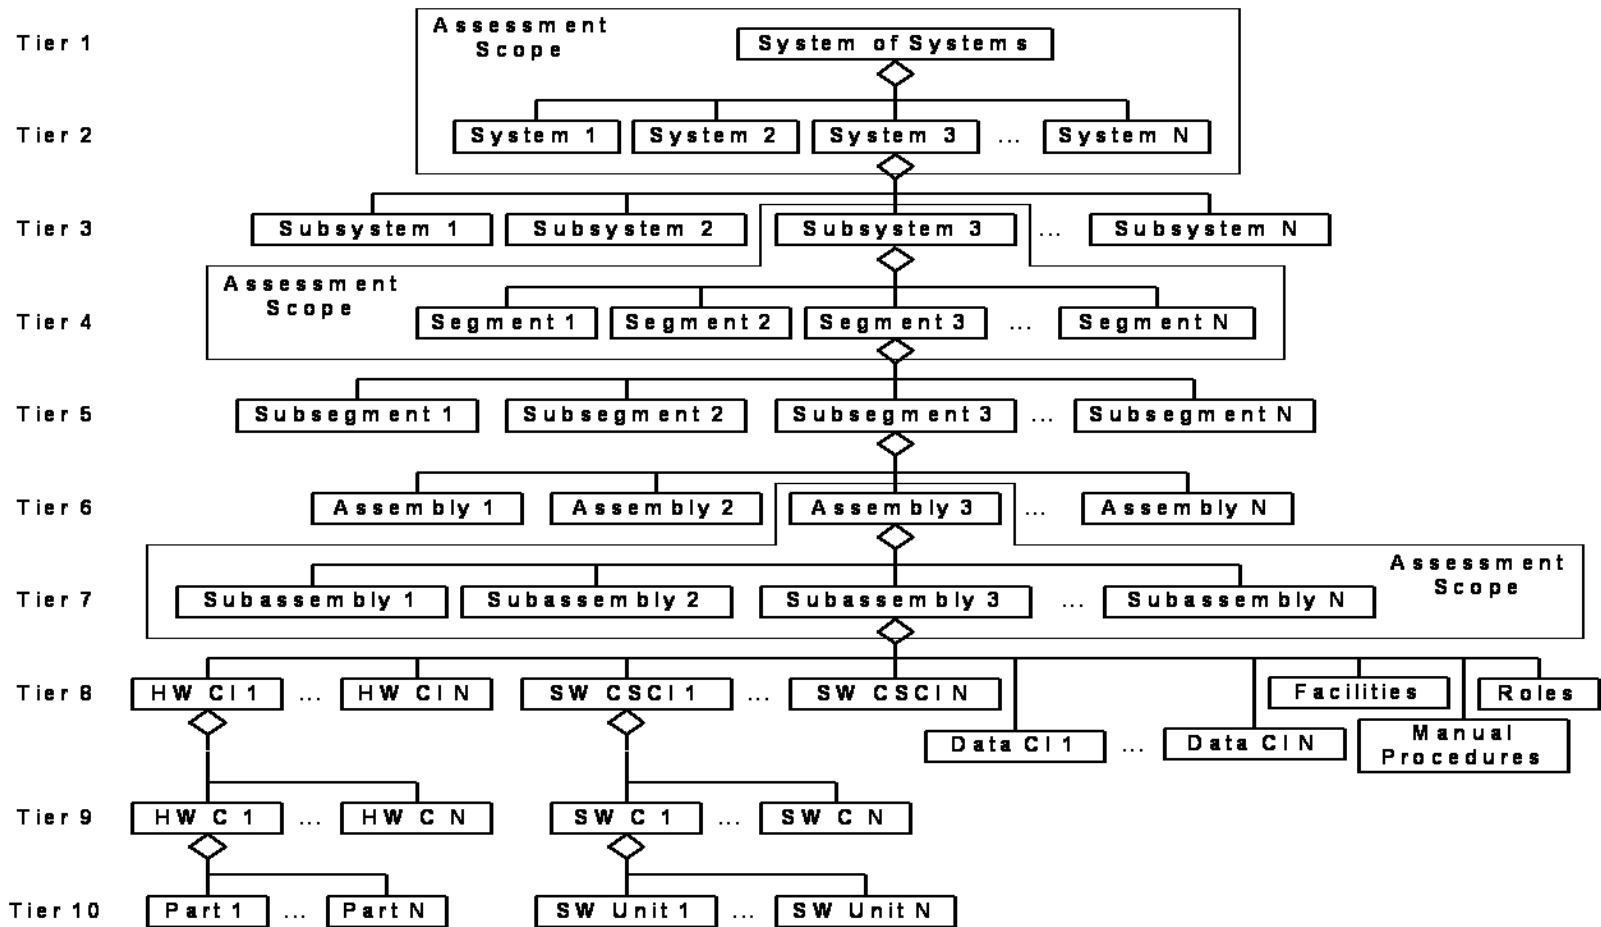 Assessment
Scope
Tier 1
System of Systems
Tier 2
System 1
System 2
System 3
...
System N
Tier 3
Subsystem 1
Subsystem 2
Subsystem 3
...
Subsystem N
Assessment
Scope
Tier 4
Segment 1
Segment 2
Segment 3
...
Segment N
Tier 5
Subsegment 1
Subsegment 2
Subsegment 3
...
Subsegment N
Tier 6
Assembly 1
Assembly 2
Assembly 3
...
Assembly N
Assessment
Scope
Tier 7
Subassembly 1
Subassembly 2
Subassembly 3
...
Subassembly N
Tier 8
HW CI 1
...
HW CI N
SW CSCI 1
...
SW CSCI N
Facilities
Roles
Data CI 1
...
Data CI N
Manual
Procedures
Tier 9
HW C 1
...
HW C N
SW C 1
...
SW C N
Tier 10
Part 1
...
Part N
SW Unit 1
...
SW Unit N